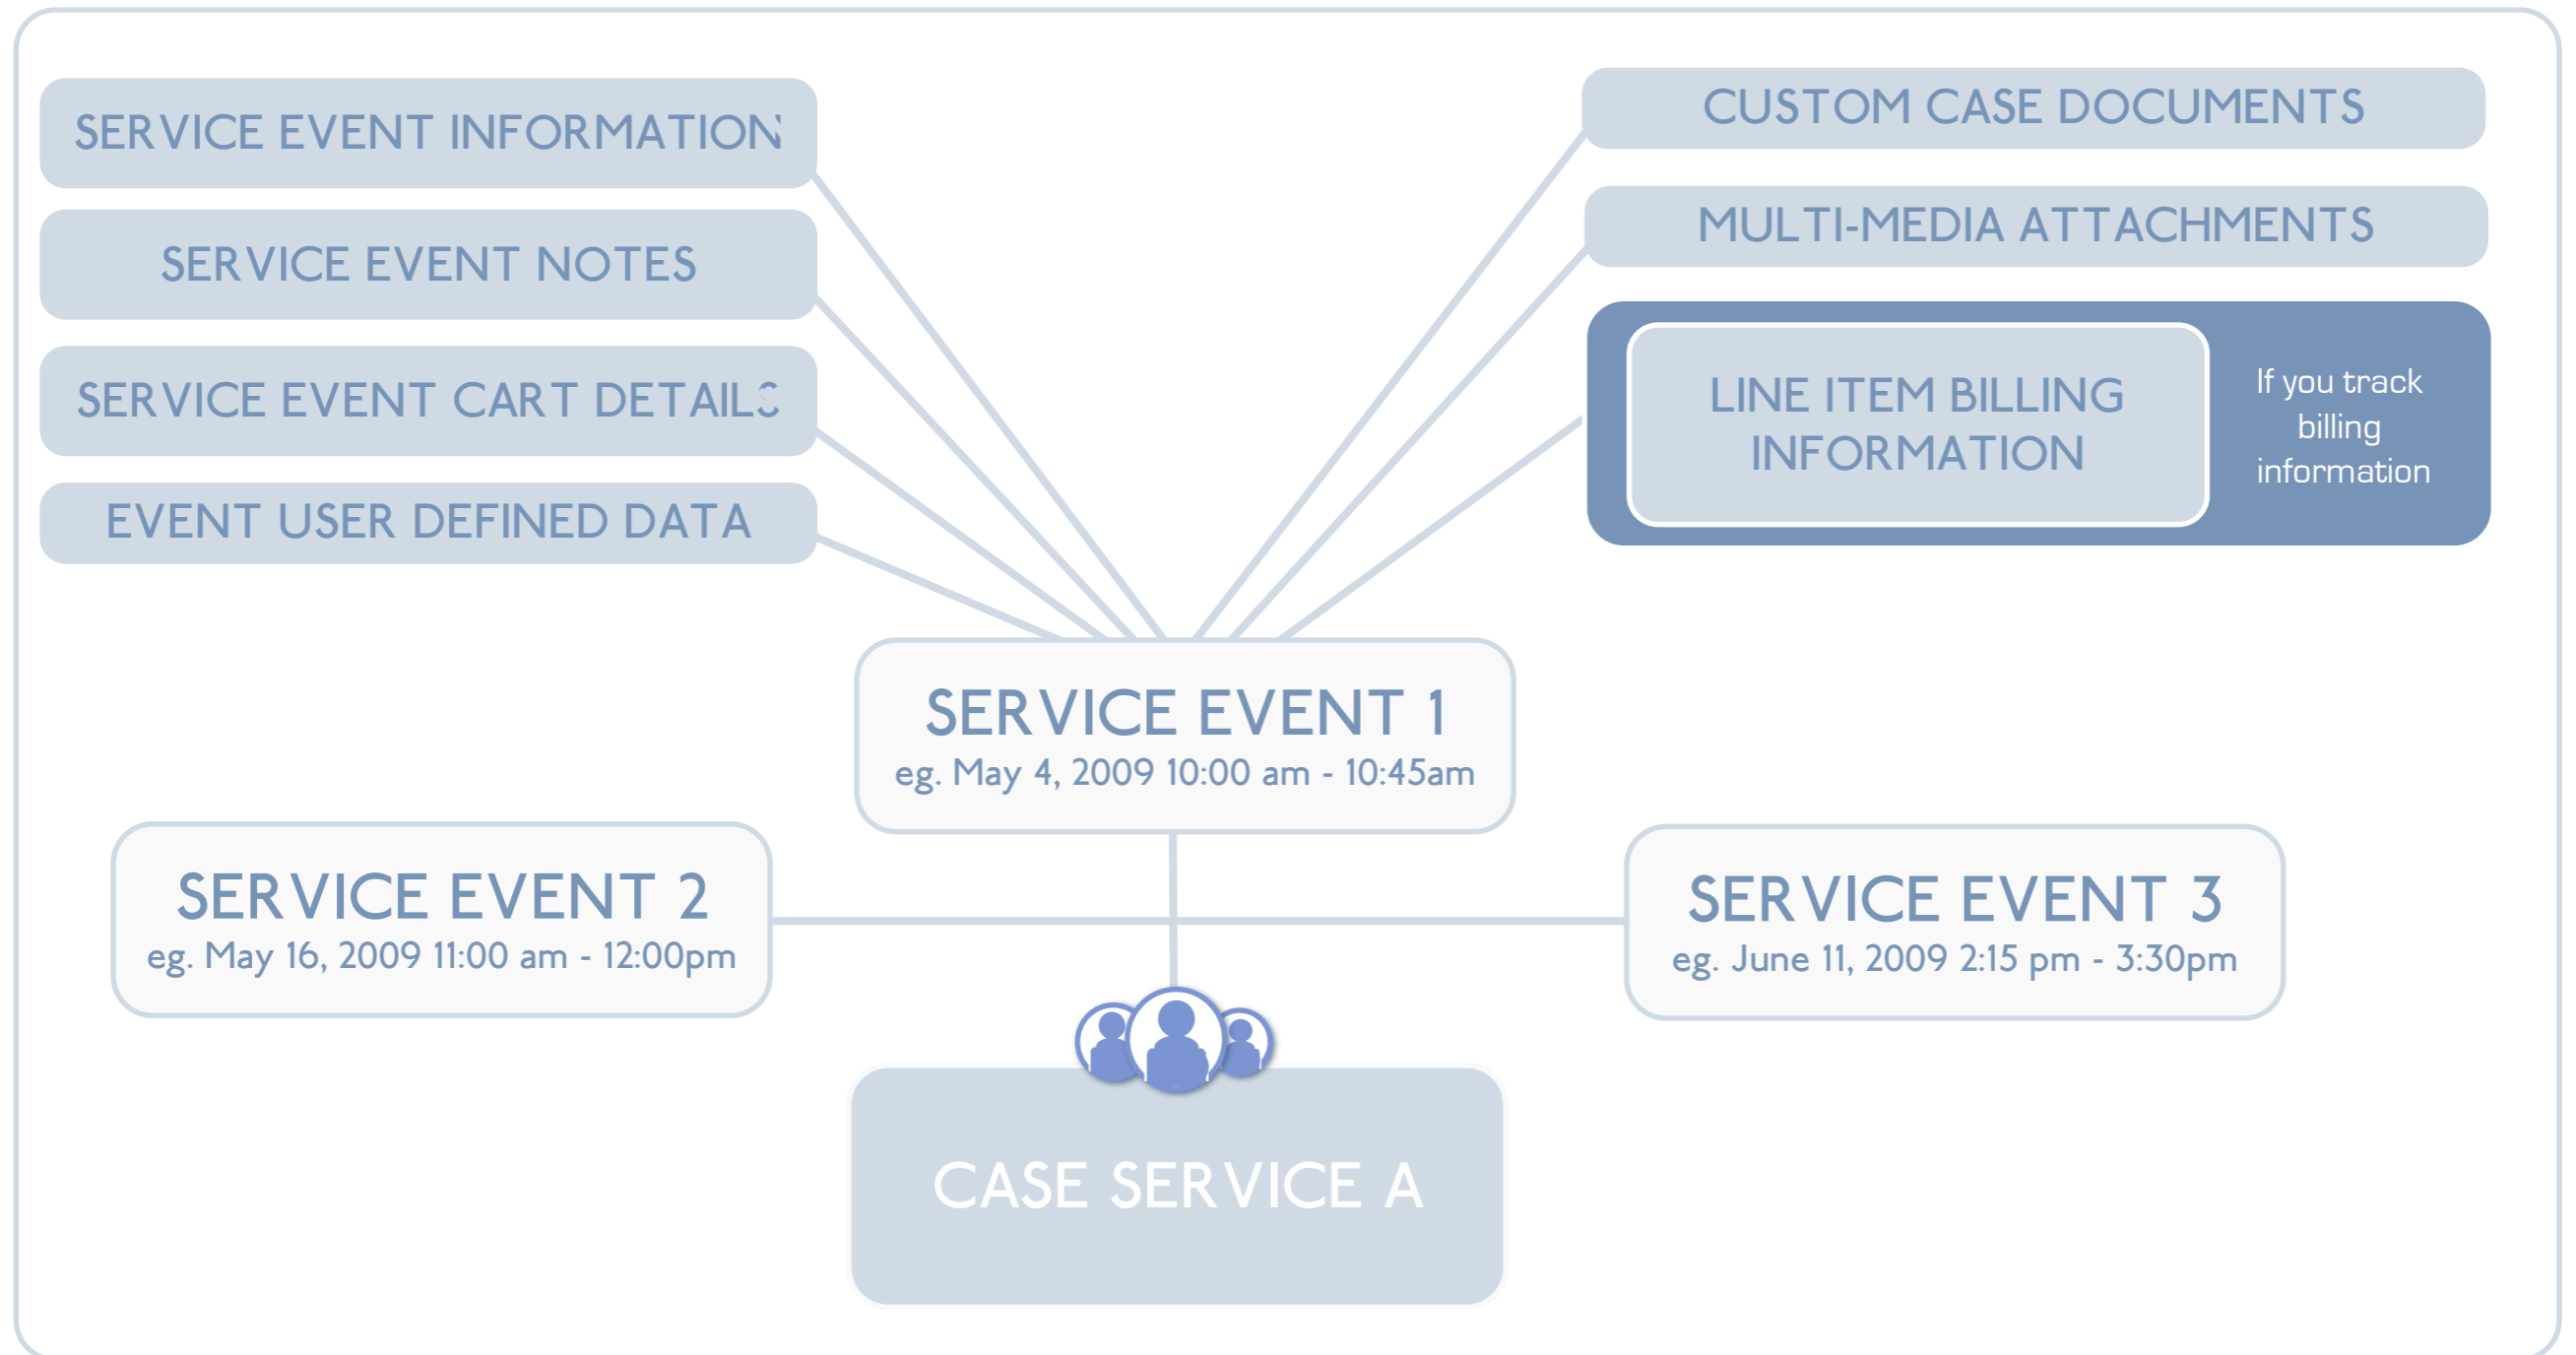 SERVICE EVENT INFORMATION
SERVICE EVENT NOTES
SERVICE EVENT CART DETAILS
EVENT USER DEFINED DATA
CUSTOM CASE DOCUMENTS
MULTI-MEDIA ATTACHMENTS
LINE ITEM BILLING
INFORMATION
If you track
billing
information
SERVICE EVENT 1
eg. May 4, 2009 10:00 am - 10:45am
SERVICE EVENT 2
eg. May 16, 2009 11:00 am - 12:00pm
SERVICE EVENT 3
eg. June 11, 2009 2:15 pm - 3:30pm
CASE SERVICE A